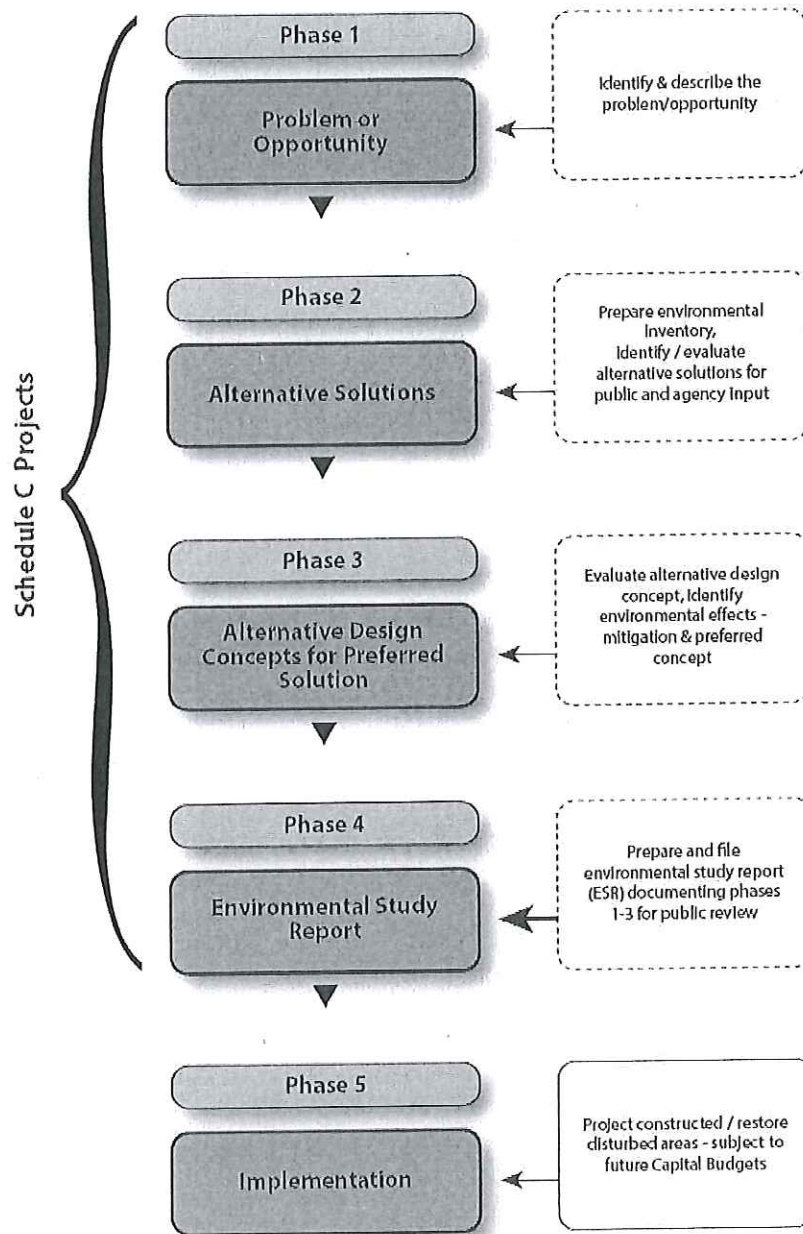 Schedule C Projects
Phase 1
Problem or
Opportunity
Identify & describe the
problem/opportunity
Phase 2
Alternative Solutions
Prepare environmental
Inventory,
Identify / evaluate
alternative solutions for
public and agency Input
Phase 3
Alternative Design
Concepts for Preferred
Solution
Evaluate alternative design
concept, Identify
environmental effects -
mitigation & preferred
concept
Phase 4
Environmental Study
Report
Prepare and file
environmental study report
(ESR) documenting phases
1-3 for public review
Phase 5
Implementation
Project constructed / restore
disturbed areas - subject to
future Capital Budgets